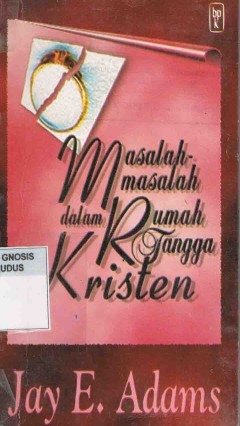 bpk
Masalah-
masalah
dalam Rumah
Tangga
Kristen
GNOSIS
UDUS
Jay E. Adams